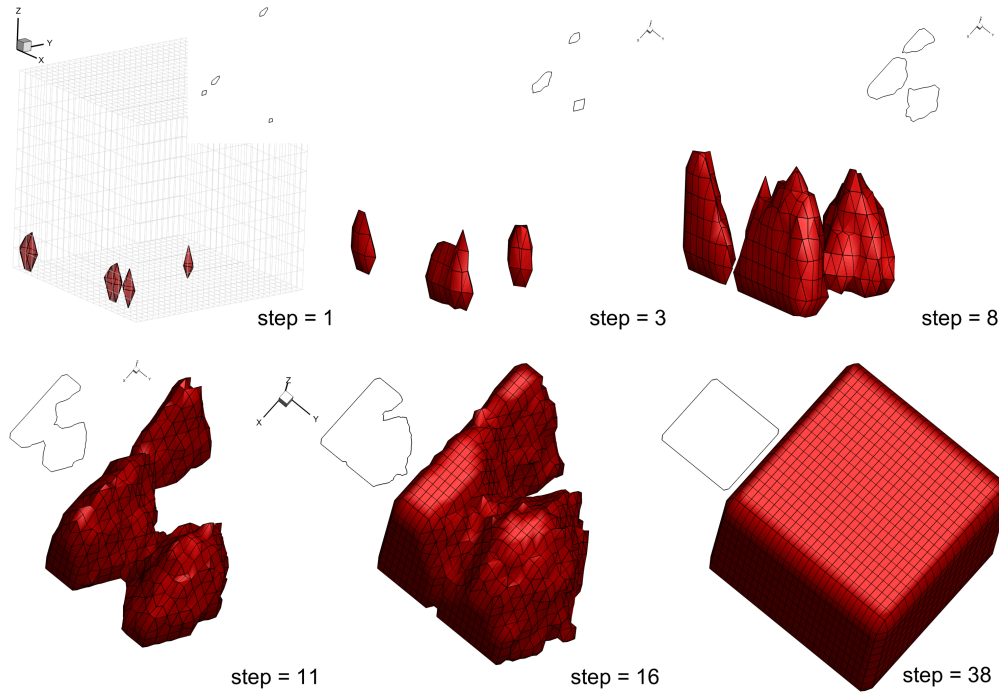 Z
Y
X
step = 1
step = 3
step = 8
Z
X
Y
step = 11
step = 16
step = 38